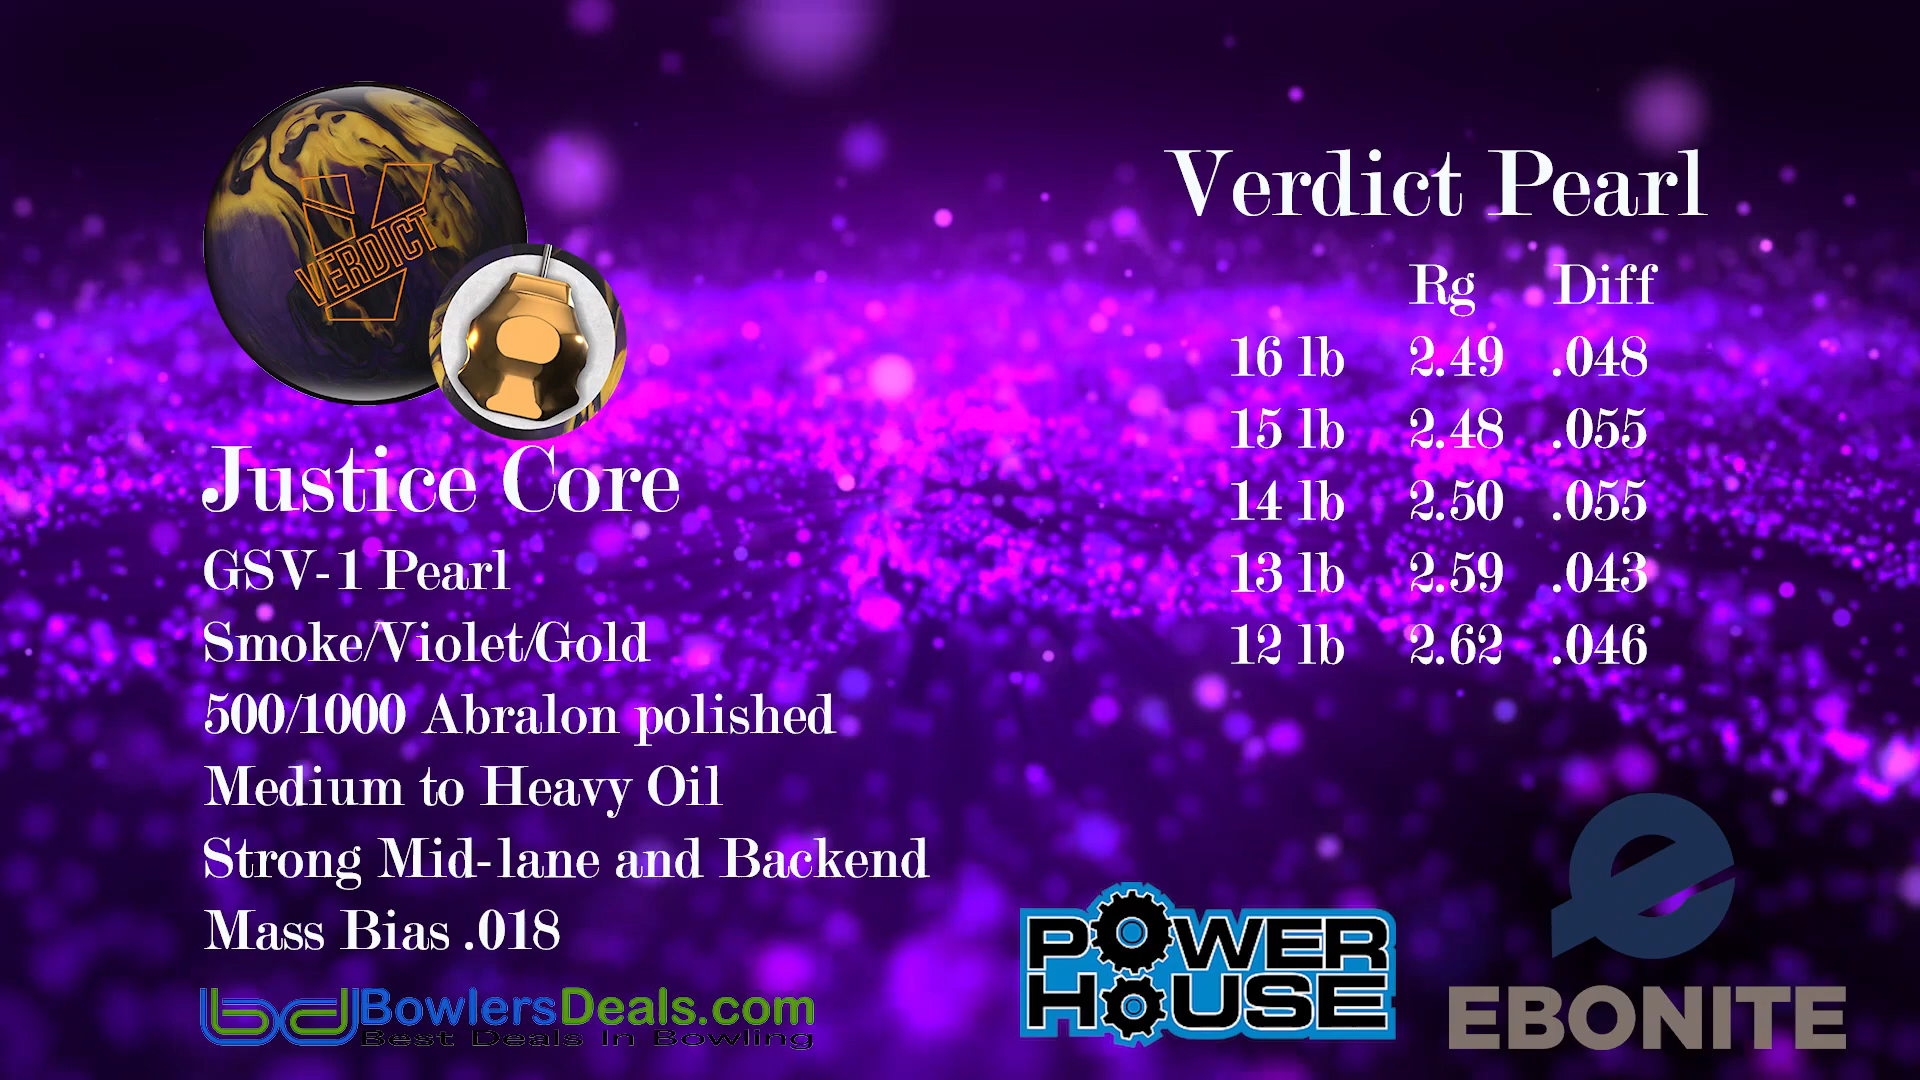 V
VERDICT
Justice Core
GSV-1 Pearl
Smoke/Violet/Gold
500/1000 Abralon polished
Medium to Heavy Oil
Strong Mid-lane and Backend
Mass Bias .018
bd BowlersDeals.com
Best Deals In Bowling
Verdict Pearl
Rg Diff
16 lb 2.49 .048
15 lb 2.48 .055
14 lb 2.50 .055
13 lb 2.59 .043
12 lb 2.62 .046
POWER
HOUSE
e
EBONITE